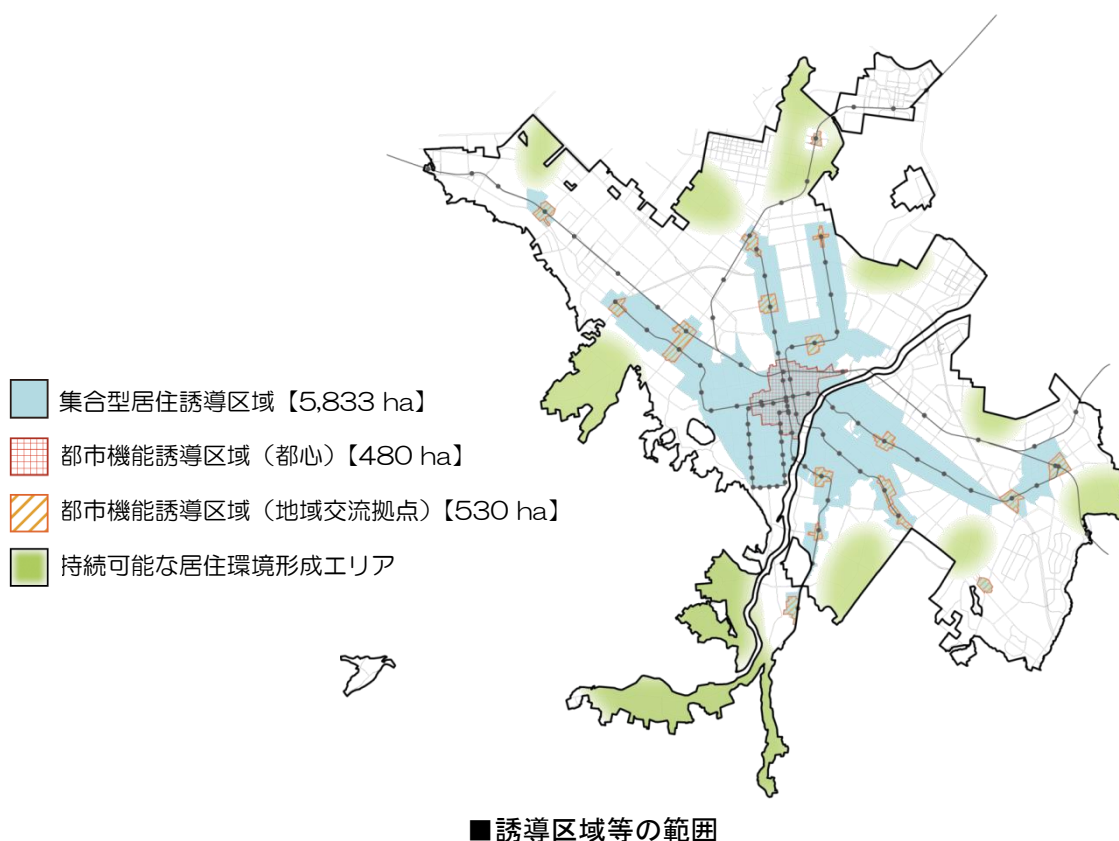 集合型居住誘導区域【5,833 ha】
都市機能誘導区域（都心）【480 ha】
都市機能誘導区域（地域交流拠点）【530 ha】
持続可能な居住環境形成エリア
■誘導区域等の範囲